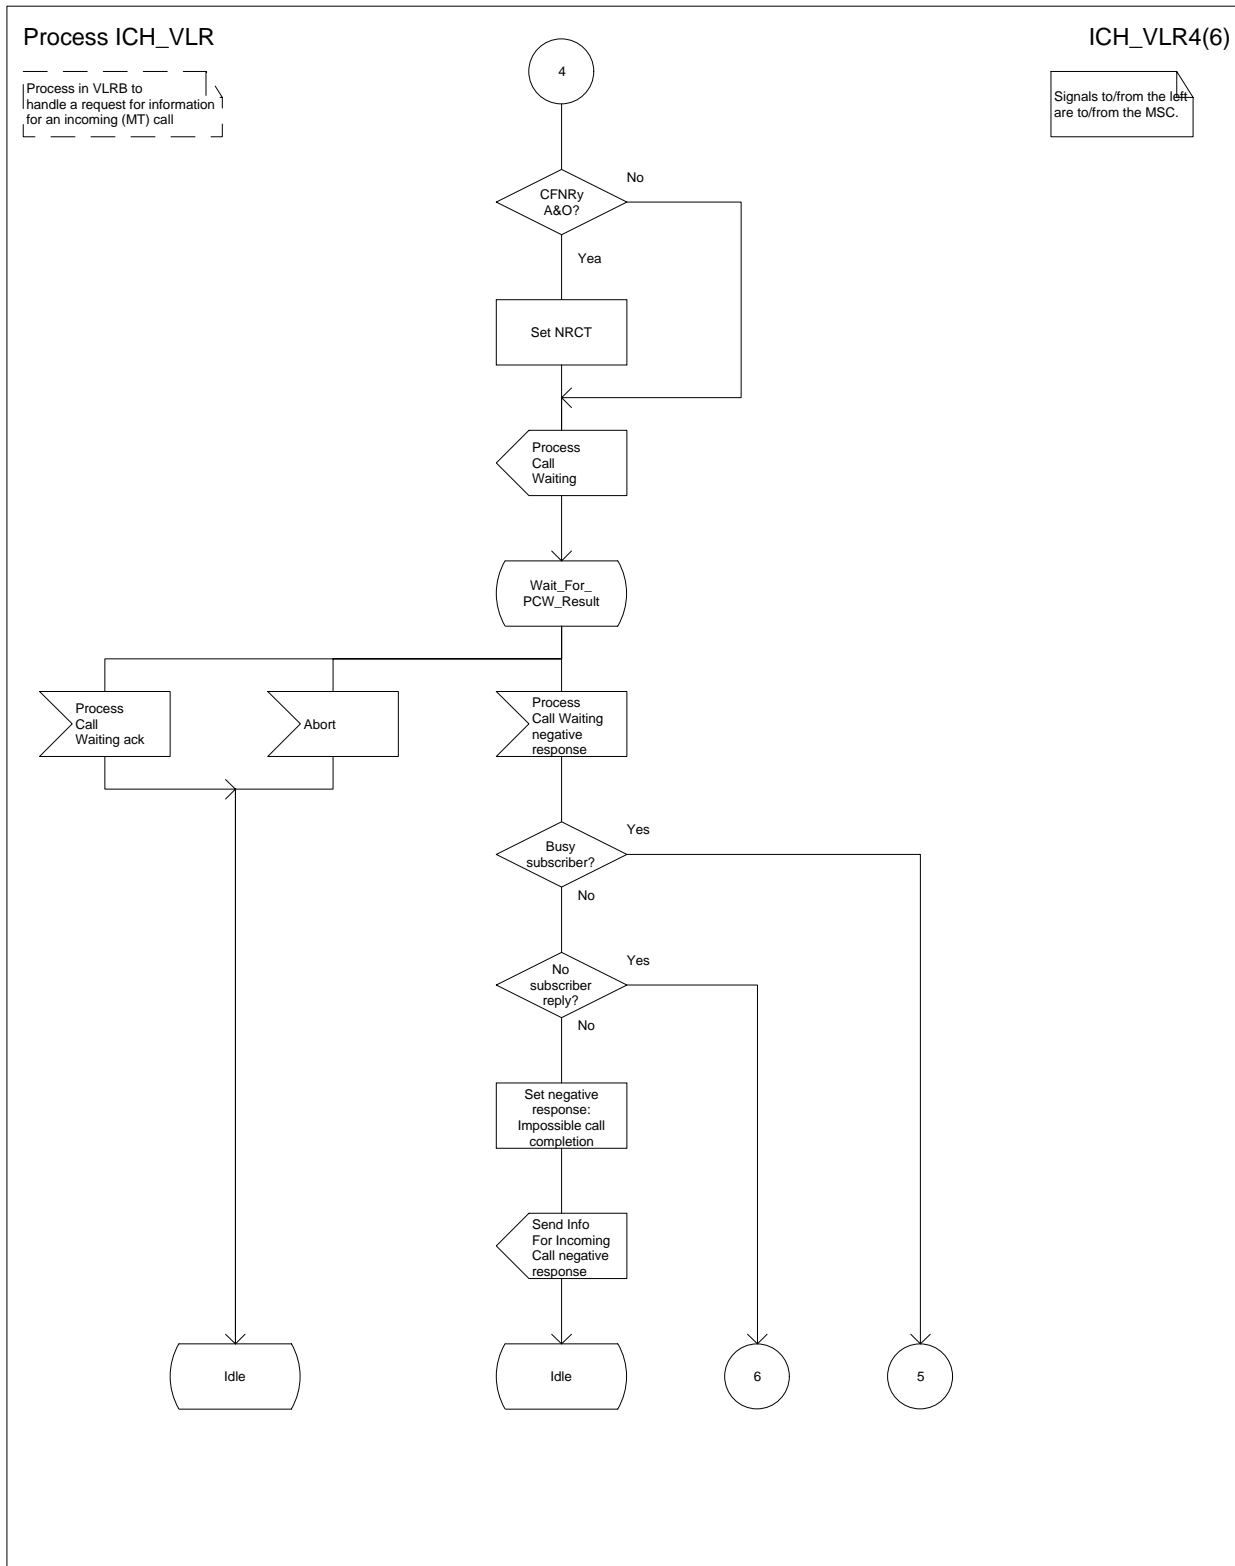 Process ICH_VLR
ICH_VLR4(6)
Process in VLRB to
handle a request for information
for an incoming (MT) call
4
Signals to/from the left
are to/from the MSC.
CFNRy
A&O?
No
Yea
Set NRCT
Process
Call
Waiting
Wait_For_
PCW_Result
Process
Call
Waiting ack
Abort
Process
Call Waiting
negative
response
Busy
subscriber?
Yes
No
No
subscriber
reply?
Yes
No
Set negative
response:
Impossible call
completion
Send Info
For Incoming
Call negative
response
Idle
Idle
6
5